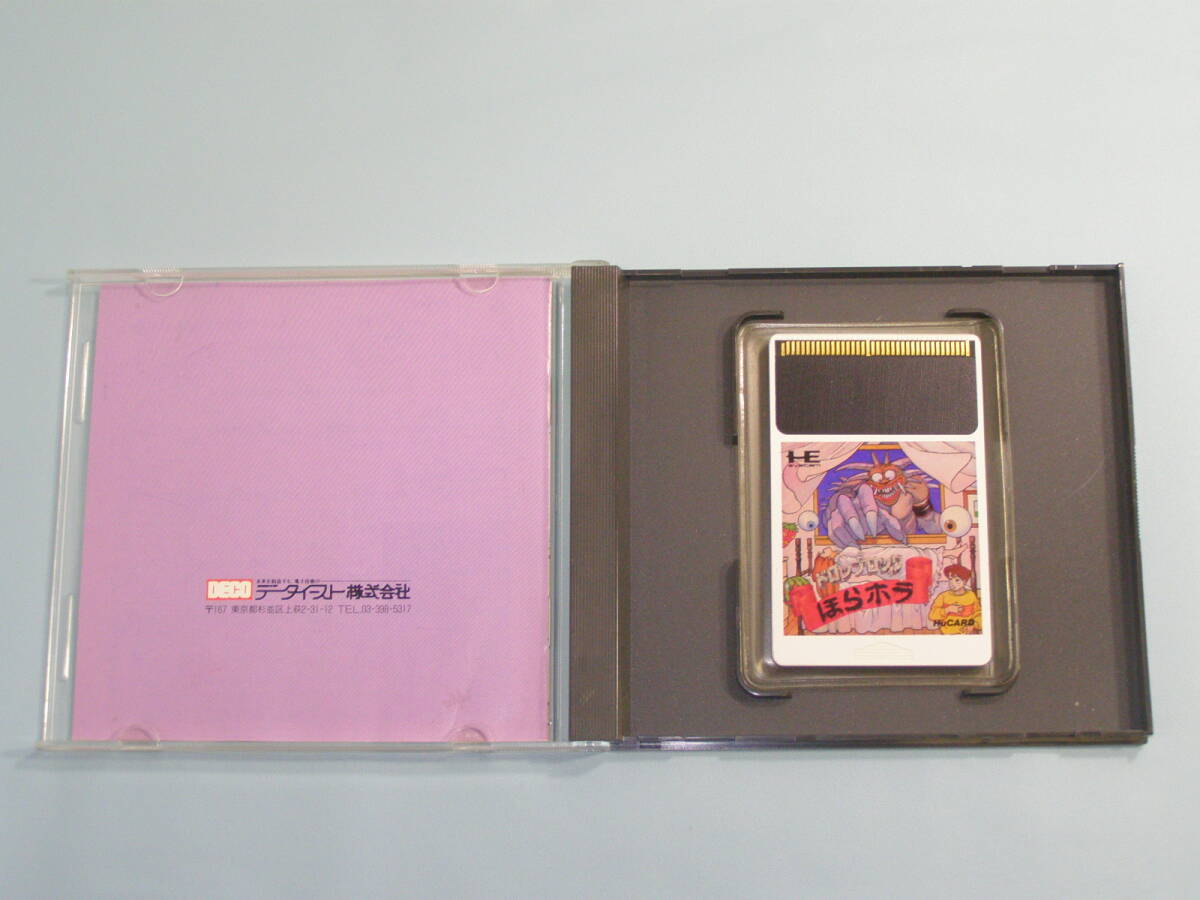 DECO
データイースト株式会社
〒167 東京都杉並区上荻2-31-12 TEL.03-398-5317
HE
HuCARD
ドロップロック
ほらホラ
HuCARD